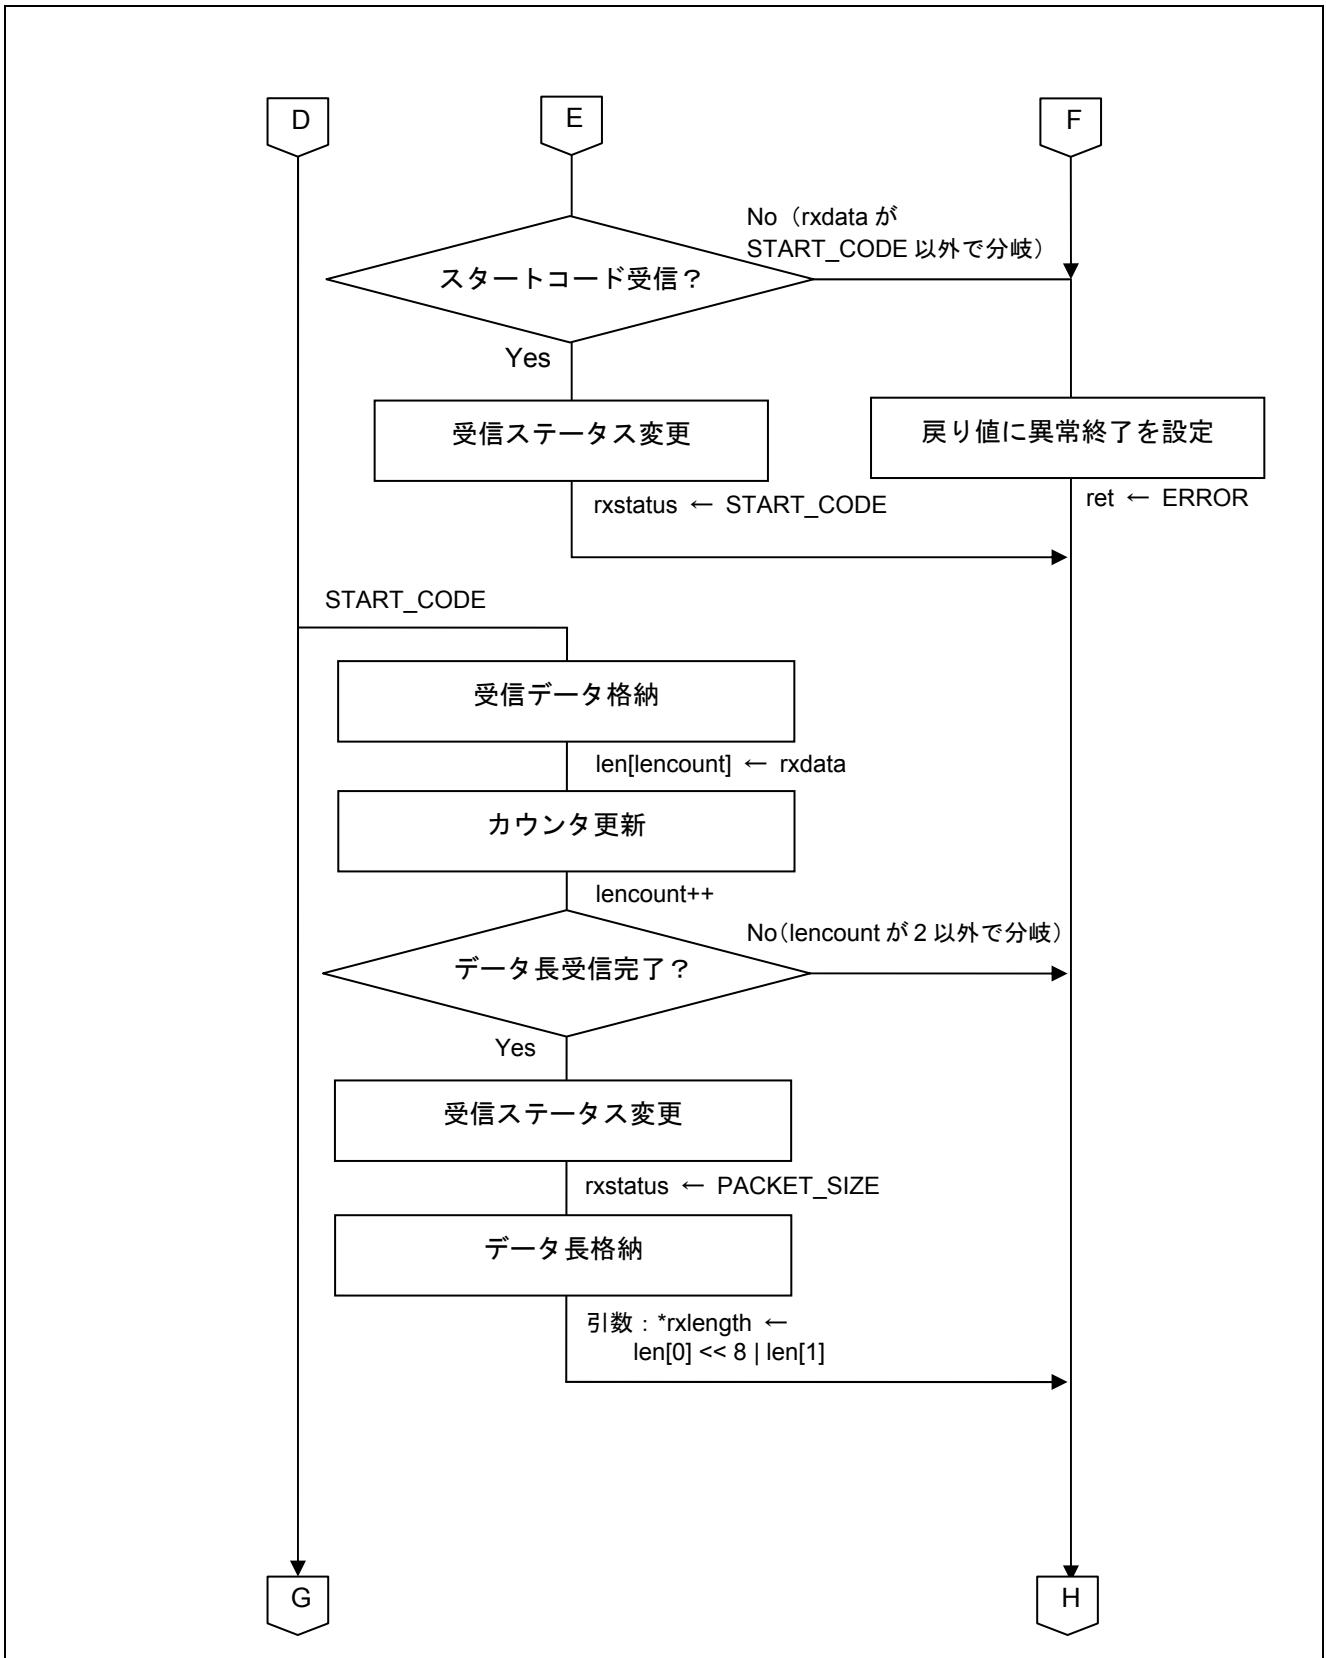 D
E
F
No（rxdata が
START_CODE 以外で分岐）
スタートコード受信？
Yes
受信ステータス変更
戻り値に異常終了を設定
rxstatus ← START_CODE
ret ← ERROR
START_CODE
受信データ格納
len[lencount] ← rxdata
カウンタ更新
lencount++
No（lencount が 2 以外で分岐）
データ長受信完了？
Yes
受信ステータス変更
rxstatus ← PACKET_SIZE
データ長格納
引数：*rxlength ←
len[0] << 8 | len[1]
G
H